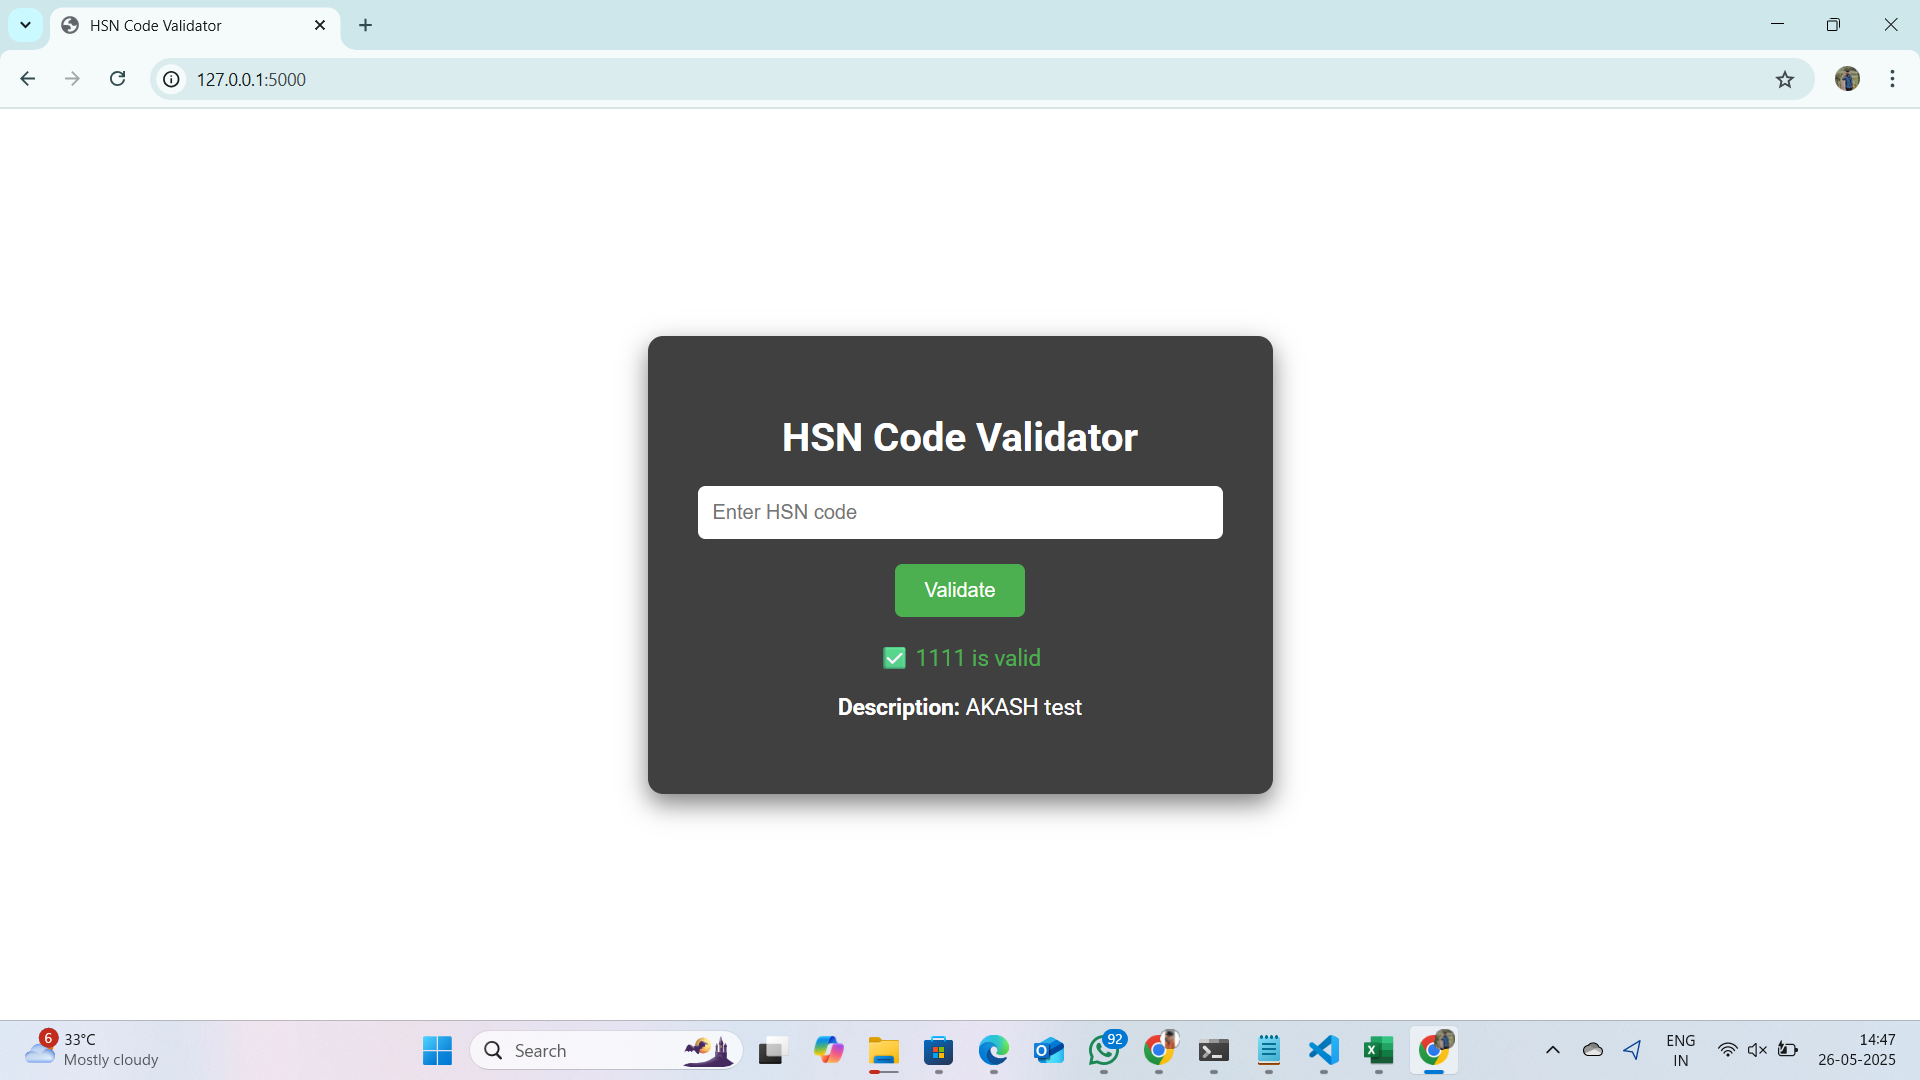 HSN Code Validator
127.0.0.1:5000
HSN Code Validator
Enter HSN code
Validate
✅ 1111 is valid
Description: AKASH test
6
33°C
Mostly cloudy
Search
92
ENG
IN
14:47
26-05-2025